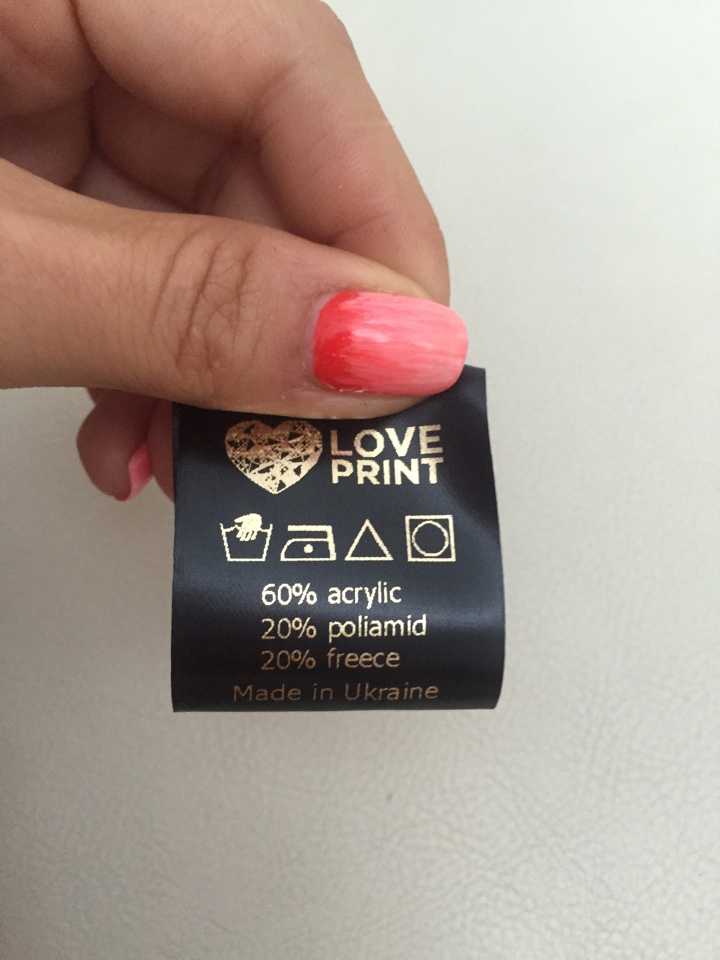 LOVE
PRINT
60% acrylic
20% poliamid
20% freece
Made in Ukraine